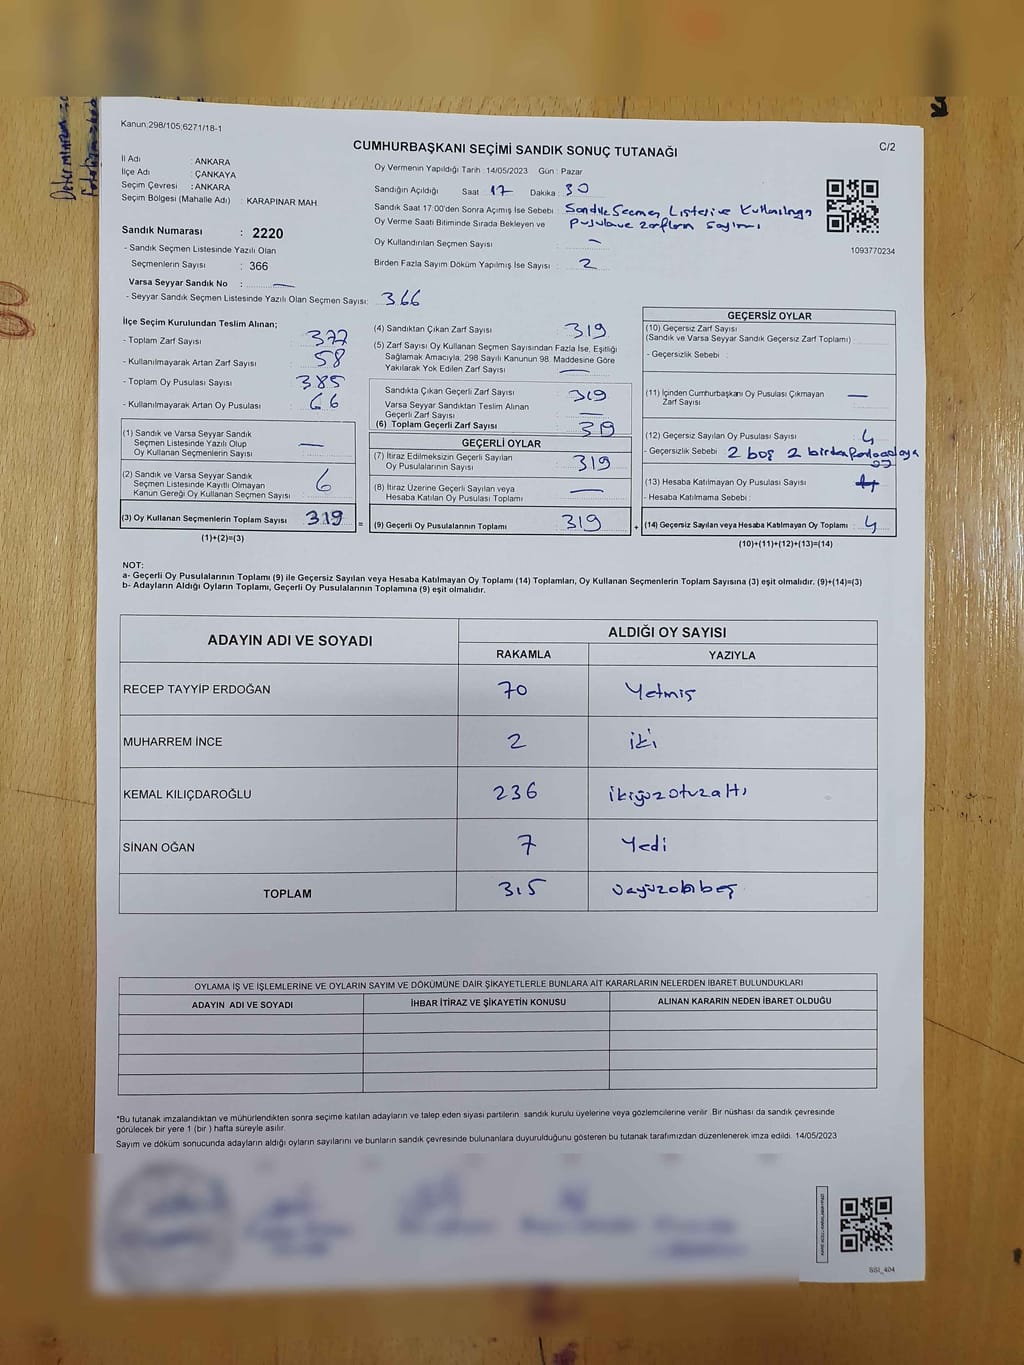 Kanun;298/105;6271/18-1
CUMHURBAŞKANI SEÇİMİ SANDIK SONUÇ TUTANAĞI
C/2
İl Adı : ANKARA
İlçe Adı : ÇANKAYA
Seçim Çevresi : ANKARA
Seçim Bölgesi (Mahalle Adı) : KARAPINAR MAH.
Sandık Numarası : 2220
- Sandık Seçmen Listesinde Yazılı Olan
Seçmenlerin Sayısı : 366
Varsa Seyyar Sandık No : —
- Seyyar Sandık Seçmen Listesinde Yazılı Olan Seçmen Sayısı: 366
Oy Vermenin Yapıldığı Tarih : 14/05/2023 Gün : Pazar
Sandığın Açıldığı Saat 17 Dakika : 30
Sandık Saat 17:00'den Sonra Açımış İse Sebebi : Sandık Seçmen Listesi ve Kullanılmayan
Oy Verme Saati Bitiminde Sırada Bekleyen ve pusula ve zarfların sayımı
Oy Kullandırılan Seçmen Sayısı : —
Birden Fazla Sayım Döküm Yapılmış İse Sayısı : 2
1093770234
İlçe Seçim Kurulundan Teslim Alınan;
- Toplam Zarf Sayısı : 377
- Kullanılmayarak Artan Zarf Sayısı : 58
- Toplam Oy Pusulası Sayısı : 385
- Kullanılmayarak Artan Oy Pusulası : 66
(1) Sandık ve Varsa Seyyar Sandık
Seçmen Listesinde Yazılı Olup
Oy Kullanan Seçmenlerin Sayısı : —
(2) Sandık ve Varsa Seyyar Sandık
Seçmen Listesinde Kayıtlı Olmayan
Kanun Gereği Oy Kullanan Seçmen Sayısı : 6
(3) Oy Kullanan Seçmenlerin Toplam Sayısı : 319
(1)+(2)=(3)
=
(4) Sandıktan Çıkan Zarf Sayısı : 319
(5) Zarf Sayısı Oy Kullanan Seçmen Sayısından Fazla İse, Eşitliği
Sağlamak Amacıyla, 298 Sayılı Kanunun 98. Maddesine Göre
Yakılarak Yok Edilen Zarf Sayısı : —
Sandıkta Çıkan Geçerli Zarf Sayısı : 319
Varsa Seyyar Sandıktan Teslim Alınan
Geçerli Zarf Sayısı : —
(6) Toplam Geçerli Zarf Sayısı : 319
GEÇERLİ OYLAR
(7) İtiraz Edilmeksizin Geçerli Sayılan
Oy Pusulalarının Sayısı : 319
(8) İtiraz Üzerine Geçerli Sayılan veya
Hesaba Katılan Oy Pusulası Toplamı : —
(9) Geçerli Oy Pusulalarının Toplamı : 319
+
GEÇERSİZ OYLAR
(10) Geçersiz Zarf Sayısı
(Sandık ve Varsa Seyyar Sandık Geçersiz Zarf Toplamı)
- Geçersizlik Sebebi :
(11) İçinden Cumhurbaşkanı Oy Pusulası Çıkmayan
Zarf Sayısı : —
(12) Geçersiz Sayılan Oy Pusulası Sayısı : 4
- Geçersizlik Sebebi : 2 boş 2 birden fazla adaya
oy
(13) Hesaba Katılmayan Oy Pusulası Sayısı :
- Hesaba Katılmama Sebebi :
(14) Geçersiz Sayılan veya Hesaba Katılmayan Oy Toplamı : 4
(10)+(11)+(12)+(13)=(14)
NOT:
a- Geçerli Oy Pusulalarının Toplamı (9) ile Geçersiz Sayılan veya Hesaba Katılmayan Oy Toplamı (14) Toplamları, Oy Kullanan Seçmenlerin Toplam Sayısına (3) eşit olmalıdır. (9)+(14)=(3)
b- Adayların Aldığı Oyların Toplamı, Geçerli Oy Pusulalarının Toplamına (9) eşit olmalıdır.
ADAYIN ADI VE SOYADI
ALDIĞI OY SAYISI
RAKAMLA YAZIYLA
RECEP TAYYİP ERDOĞAN 70 Yetmiş
MUHARREM İNCE 2 iki
KEMAL KILIÇDAROĞLU 236 ikiyüzotuzaltı
SİNAN OĞAN 7 Yedi
TOPLAM 315
OYLAMA İŞ VE İŞLEMLERİNE VE OYLARIN SAYIM VE DÖKÜMÜNE DAİR ŞİKAYETLERLE BUNLARA AİT KARARLARIN NELERDEN İBARET BULUNDUKLARI
ADAYIN ADI VE SOYADI İHBAR İTİRAZ VE ŞİKAYETİN KONUSU ALINAN KARARIN NEDEN İBARET OLDUĞU
*Bu tutanak imzalandıktan ve mühürlendikten sonra seçime katılan adayların ve talep eden siyasi partilerin sandık kurulu üyelerine veya gözlemcilerine verilir. Bir nüshası da sandık çevresinde
görülecek bir yere 1 (bir ) hafta süreyle asılır.
Sayım ve döküm sonucunda adayların aldığı oyların sayılarını ve bunların sandık çevresinde bulunanlara duyurulduğunu gösteren bu tutanak tarafımızdan düzenlenerek imza edildi. 14/05/2023
SSI_404